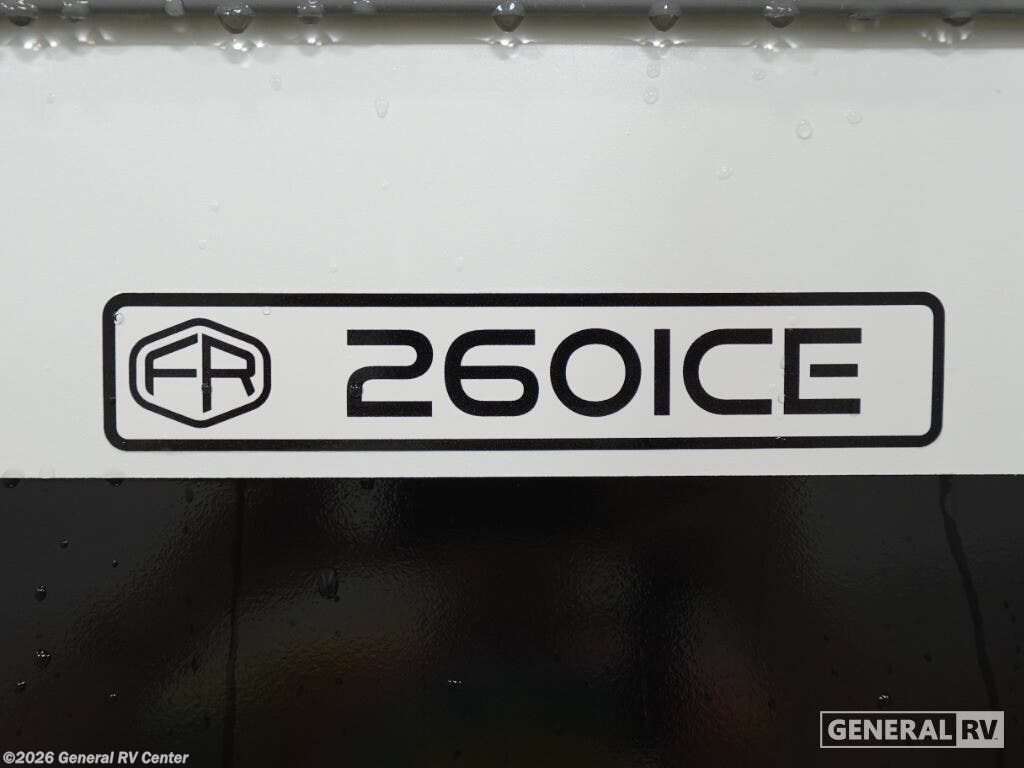 FR 260ICE
GENERAL RV
©2026 General RV Center